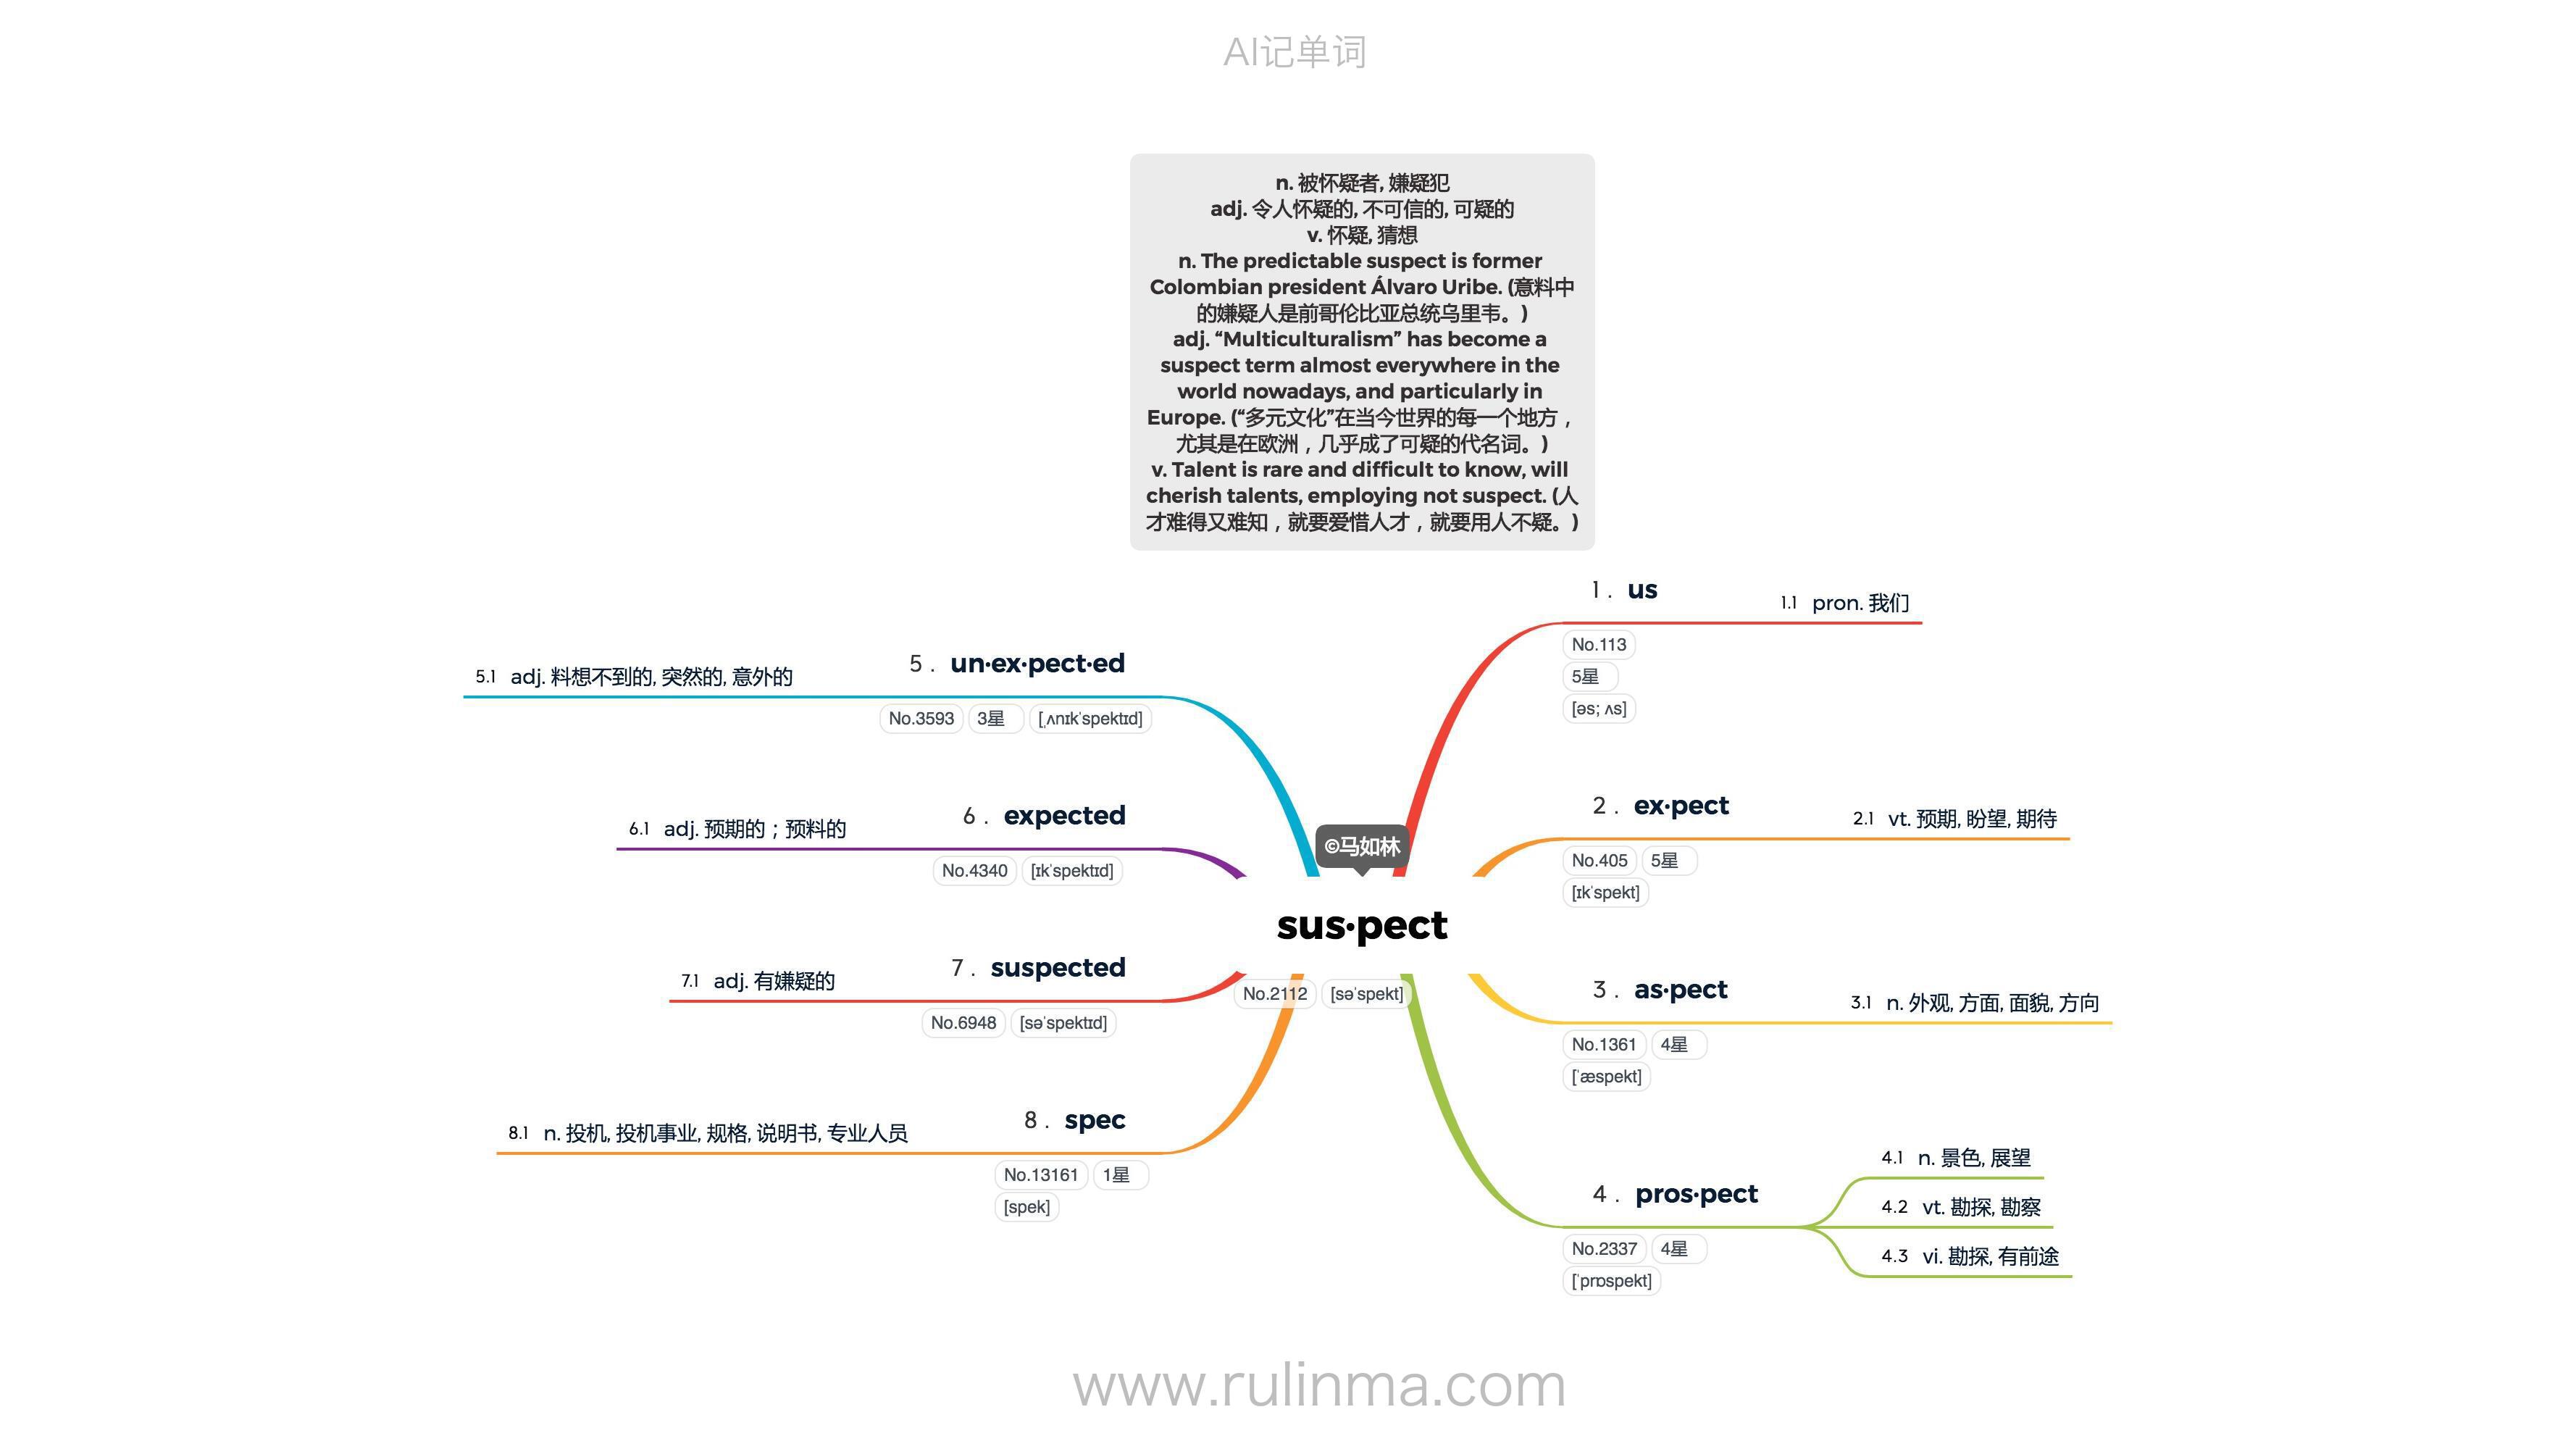 AI记单词
n. 被怀疑者, 嫌疑犯
adj. 令人怀疑的, 不可信的, 可疑的
v. 怀疑, 猜想
n. The predictable suspect is former
Colombian president Álvaro Uribe. (意料中
的嫌疑人是前哥伦比亚总统乌里韦。)
adj. “Multiculturalism” has become a
suspect term almost everywhere in the
world nowadays, and particularly in
Europe. (“多元文化”在当今世界的每一个地方，
尤其是在欧洲，几乎成了可疑的代名词。)
v. Talent is rare and difficult to know, will
cherish talents, employing not suspect. (人
才难得又难知，就要爱惜人才，就要用人不疑。)
©马如林
sus·pect
No.2112 [səˈspekt]
1. us
1.1 pron. 我们
No.113
5星
[əs; ʌs]
2. ex·pect
2.1 vt. 预期, 盼望, 期待
No.405 5星
[ɪkˈspekt]
3. as·pect
3.1 n. 外观, 方面, 面貌, 方向
No.1361 4星
[ˈæspekt]
4. pros·pect
4.1 n. 景色, 展望
4.2 vt. 勘探, 勘察
4.3 vi. 勘探, 有前途
No.2337 4星
[ˈprɒspekt]
5. un·ex·pect·ed
5.1 adj. 料想不到的, 突然的, 意外的
No.3593 3星 [ˌʌnɪkˈspektɪd]
6. expected
6.1 adj. 预期的；预料的
No.4340 [ɪkˈspektɪd]
7. suspected
7.1 adj. 有嫌疑的
No.6948 [səˈspektɪd]
8. spec
8.1 n. 投机, 投机事业, 规格, 说明书, 专业人员
No.13161 1星
[spek]
www.rulinma.com